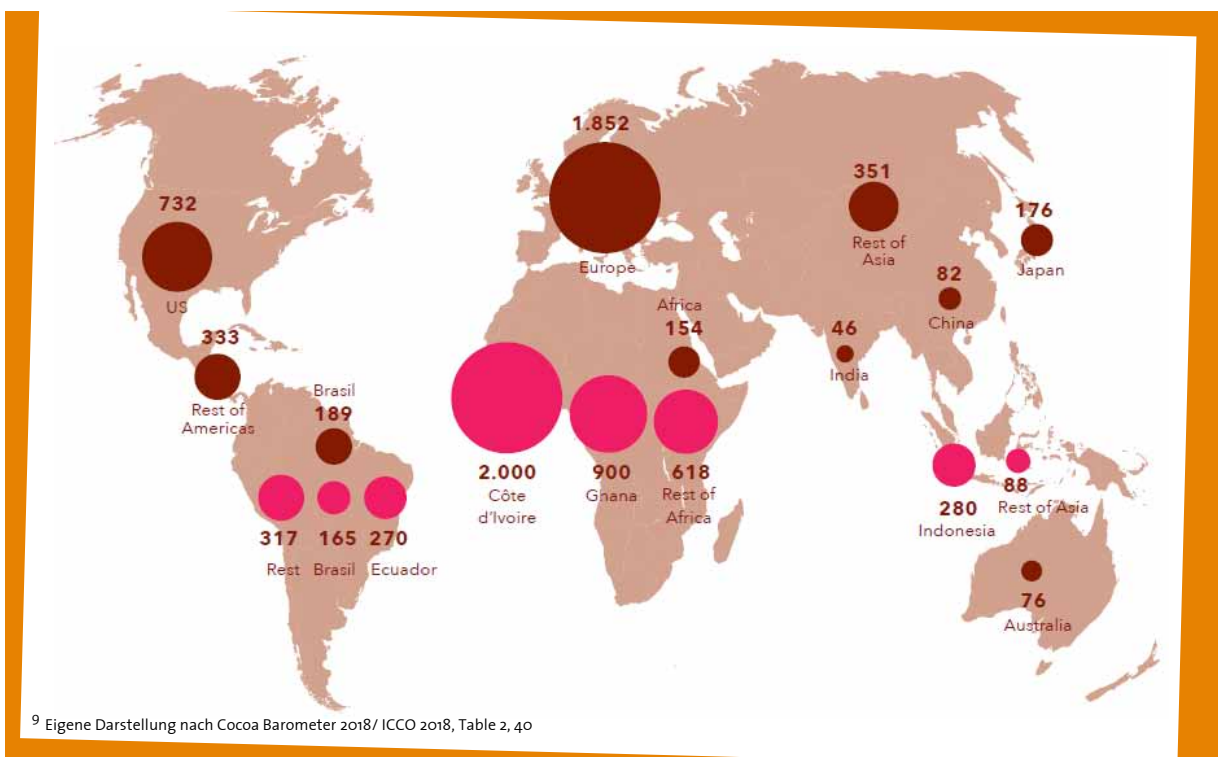 1.852
732
US
333
Rest of
Americas
Brasil
189
317
165
270
Rest
Brasil
Ecuador
Europe
Africa
154
2.000
Côte
d'Ivoire
900
Ghana
618
Rest of
Africa
351
Rest of
Asia
176
Japan
82
China
46
India
280
Indonesia
88
Rest of Asia
76
Australia
9 Eigene Darstellung nach Cocoa Barometer 2018/ ICCO 2018, Table 2, 40